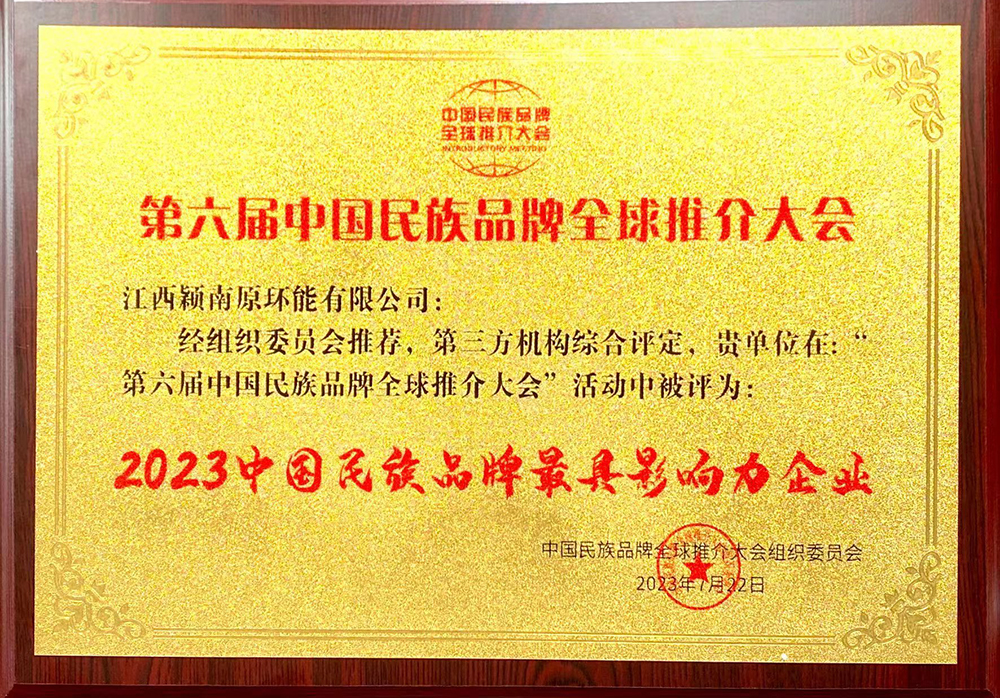 中国民族品牌
全球推介大会
INTRODUCTORY MEETING
第六届中国民族品牌全球推介大会
江西颖南原环能有限公司：
经组织委员会推荐，第三方机构综合评定，贵单位在：“
第六届中国民族品牌全球推介大会”活动中被评为：
2023中国民族品牌最具影响力企业
中国民族品牌全球推介大会组织委员会
2023年7月22日